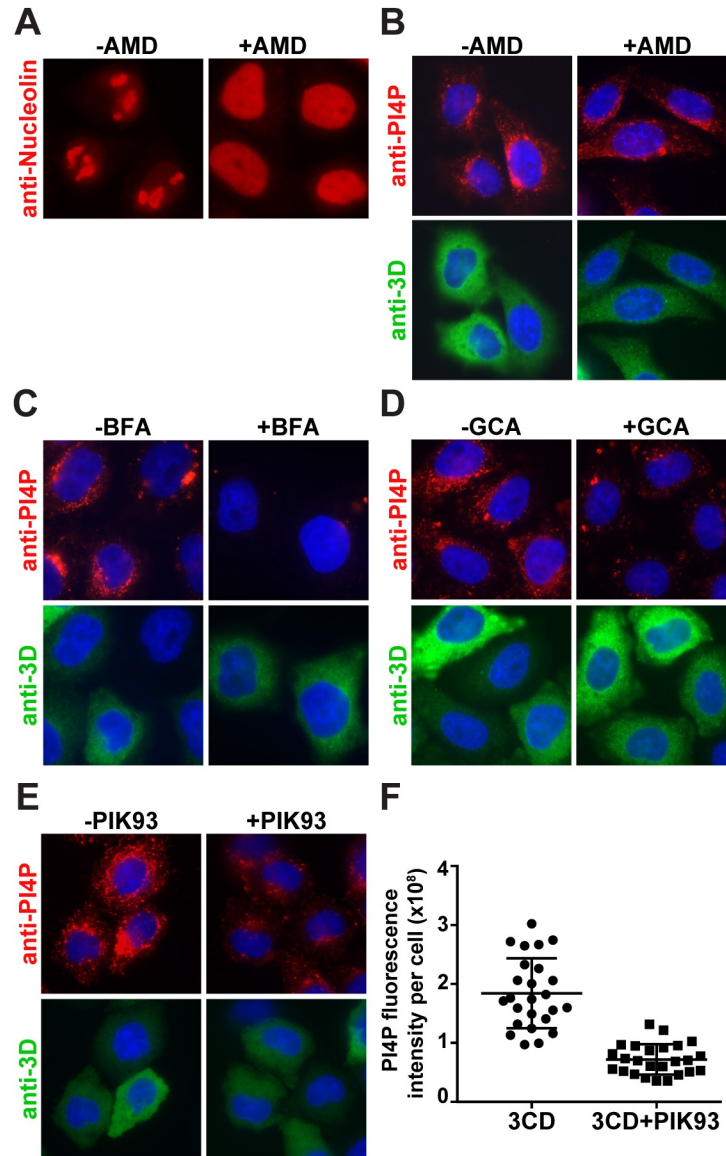 A
-AMD +AMD
anti-Nucleolin
B
-AMD +AMD
anti-PI4P
anti-3D
C
-BFA +BFA
anti-PI4P
anti-3D
D
-GCA +GCA
anti-PI4P
anti-3D
E
-PIK93 +PIK93
anti-PI4P
anti-3D
F
PI4P fluorescence
intensity per cell (x10⁸)
4
3
2
1
0
3CD 3CD+PIK93